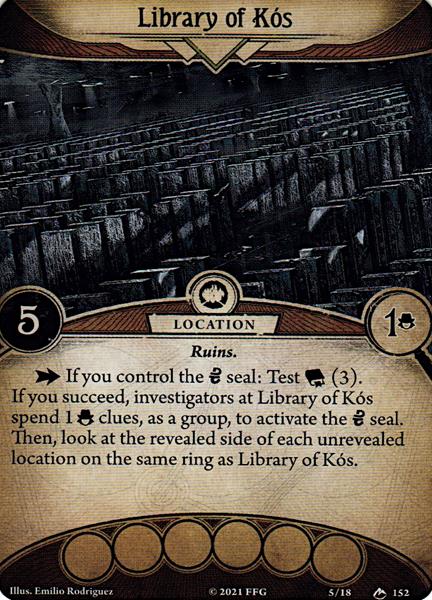 Library of Kós
5
1
LOCATION
Ruins.
If you control the seal: Test (3).
If you succeed, investigators at Library of Kós
spend 1 clues, as a group, to activate the seal.
Then, look at the revealed side of each unrevealed
location on the same ring as Library of Kós.
Illus. Emilio Rodriguez © 2021 FFG 5/18 152